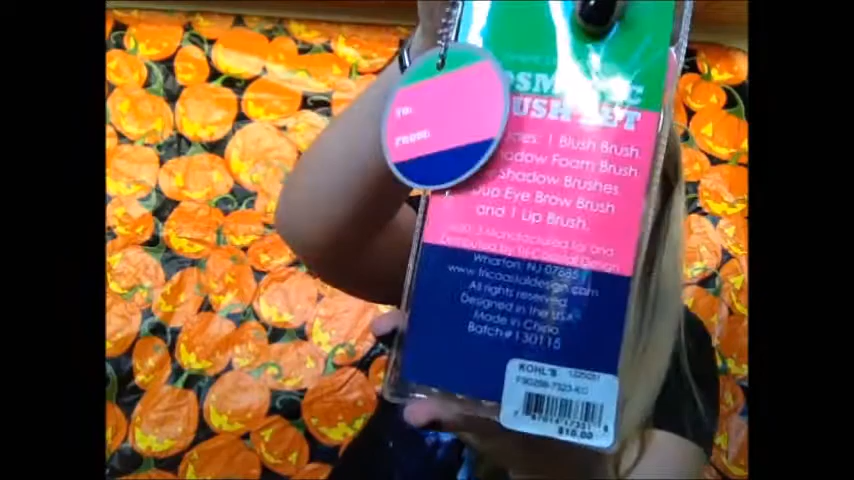 TO:
FROM:
1 Blush Brush,
Foam Brush,
Shadow Brushes,
Duo Eye Brow Brush
and 1 Lip Brush.
Manufactured for and
Distributed by Tri-Coastal Design
Wharton, NJ 07885
www.tricoastaldesign.com
All rights reserved
Designed in the USA
Made in China
Batch# 130115
KOHL'S
$10.00